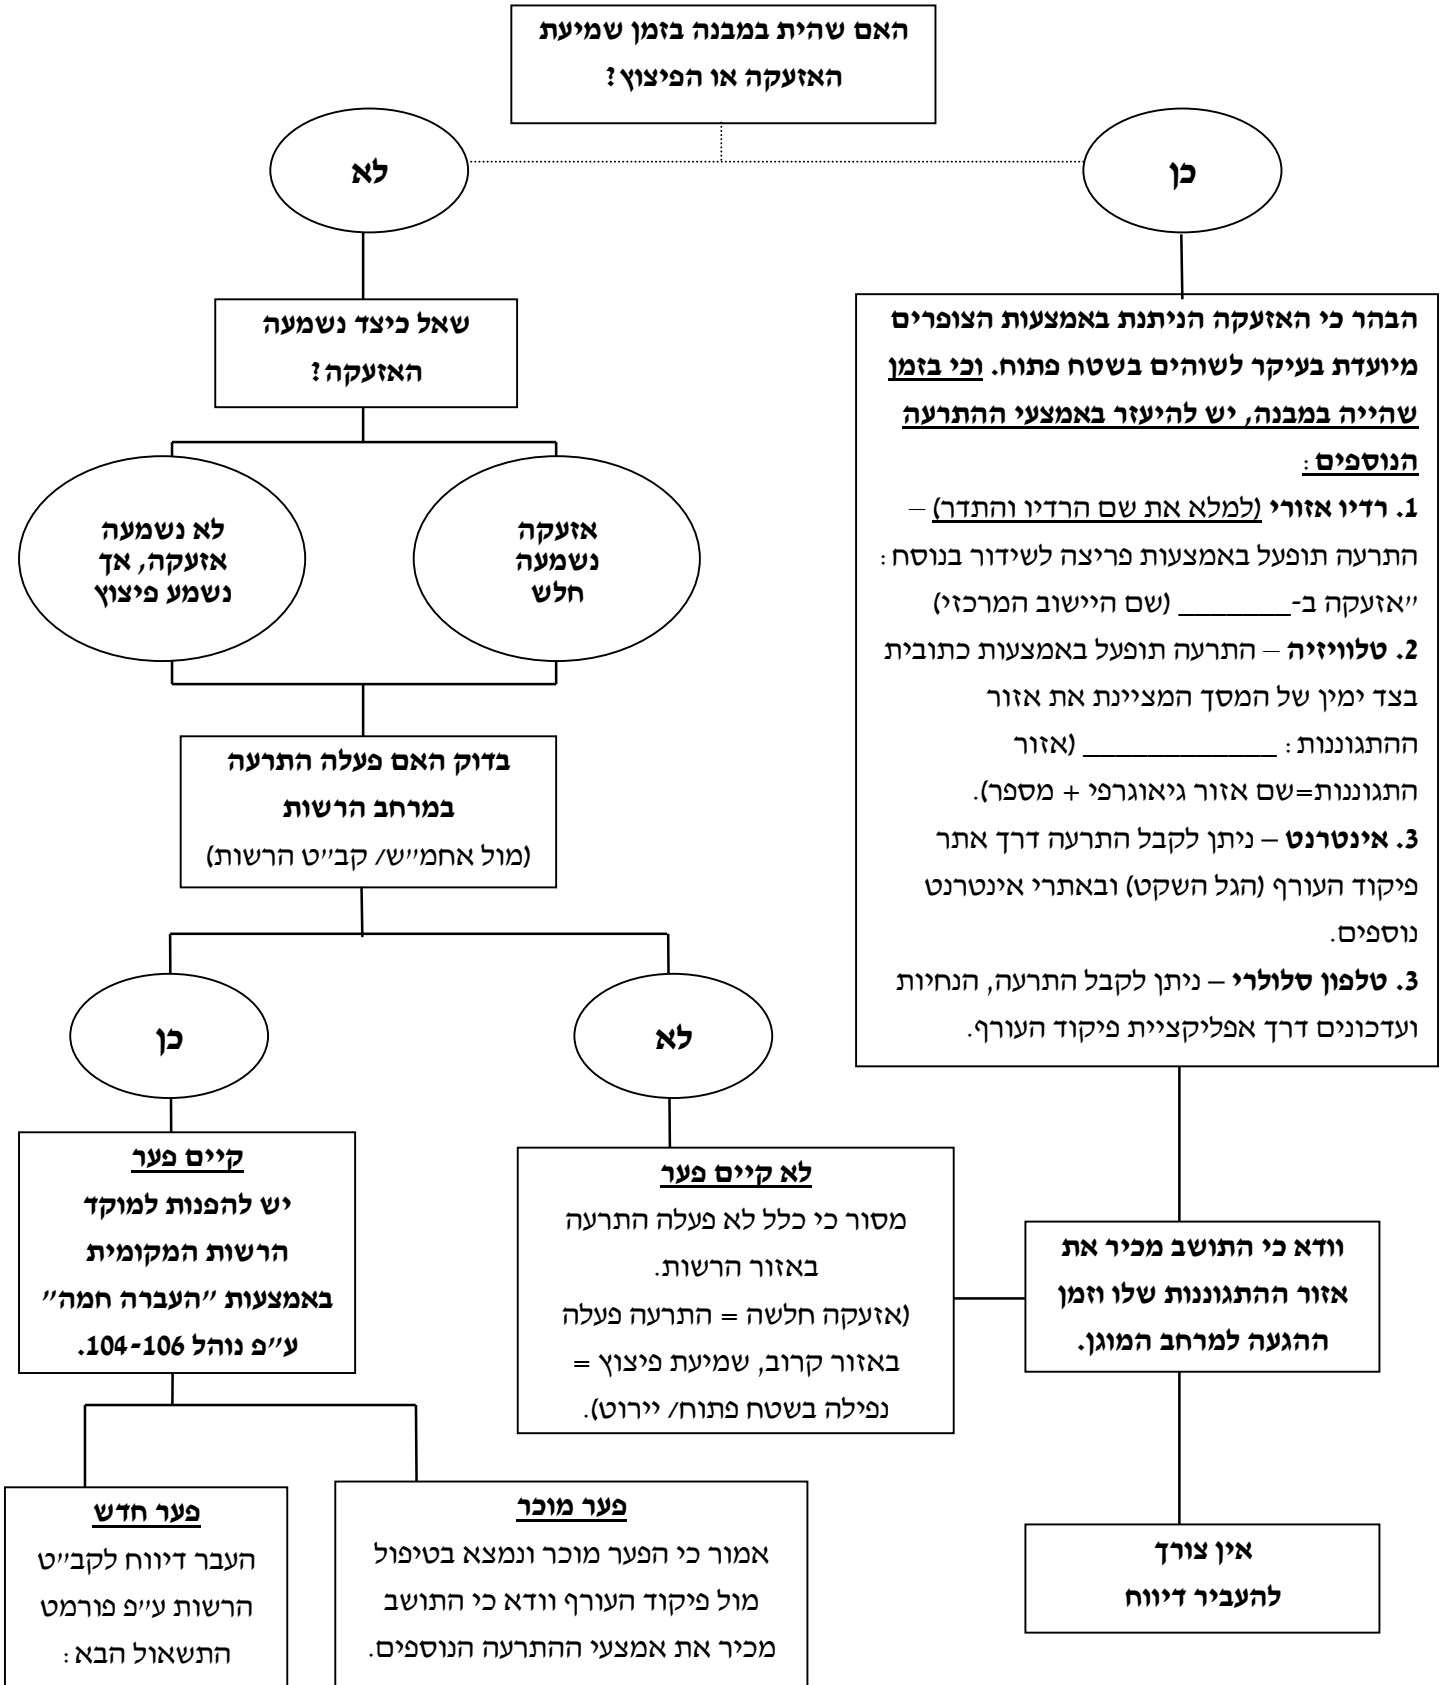 האם שהית במבנה בזמן שמיעת
האזעקה או הפיצוץ?
כן
לא
הבהר כי האזעקה הניתנת באמצעות הצופרים
מיועדת בעיקר לשוהים בשטח פתוח. וכי בזמן
שהייה במבנה, יש להיעזר באמצעי ההתרעה
הנוספים:
1. רדיו אזורי (למלא את שם הרדיו והתדר) –
התרעה תופעל באמצעות פריצה לשידור בנוסח:
"אזעקה ב-_______ (שם היישוב המרכזי)
2. טלוויזיה – התרעה תופעל באמצעות כתובית
בצד ימין של המסך המציינת את אזור
ההתגוננות: ____________ (אזור
התגוננות=שם אזור גיאוגרפי + מספר).
3. אינטרנט – ניתן לקבל התרעה דרך אתר
פיקוד העורף (הגל השקט) ובאתרי אינטרנט
נוספים.
3. טלפון סלולרי – ניתן לקבל התרעה, הנחיות
ועדכונים דרך אפליקציית פיקוד העורף.
שאל כיצד נשמעה
האזעקה?
אזעקה
נשמעה
חלש
לא נשמעה
אזעקה, אך
נשמע פיצוץ
בדוק האם פעלה התרעה
במרחב הרשות
(מול אחמ"ש/ קב"ט הרשות)
לא
כן
וודא כי התושב מכיר את
אזור ההתגוננות שלו וזמן
ההגעה למרחב המוגן.
לא קיים פער
מסור כי כלל לא פעלה התרעה
באזור הרשות.
(אזעקה חלשה = התרעה פעלה
באזור קרוב, שמיעת פיצוץ =
נפילה בשטח פתוח/ יירוט).
קיים פער
יש להפנות למוקד
הרשות המקומית
באמצעות "העברה חמה"
ע"פ נוהל 104-106.
אין צורך
להעביר דיווח
פער מוכר
אמור כי הפער מוכר ונמצא בטיפול
מול פיקוד העורף וודא כי התושב
מכיר את אמצעי ההתרעה הנוספים.
פער חדש
העבר דיווח לקב"ט
הרשות ע"פ פורמט
התשאול הבא: